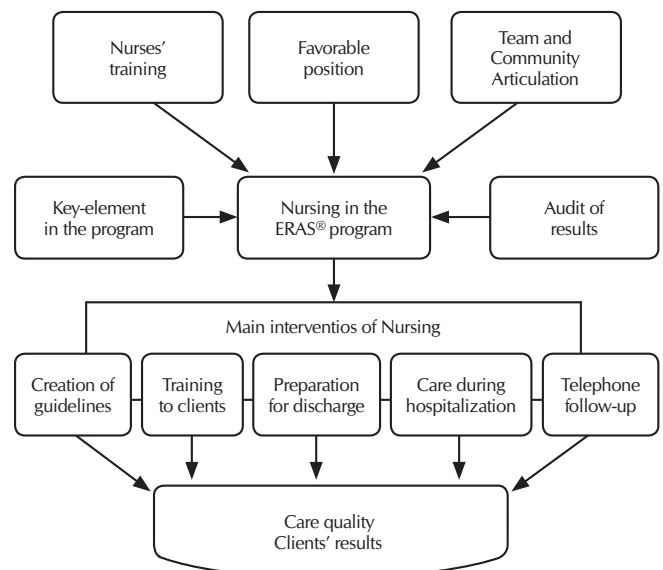 Nurses'
training
Favorable
position
Team and
Community
Articulation
Key-element
in the program
Nursing in the
ERAS® program
Audit of
results
Main interventios of Nursing
Creation of
guidelines
Training
to clients
Preparation
for discharge
Care during
hospitalization
Telephone
follow-up
Care quality
Clients' results